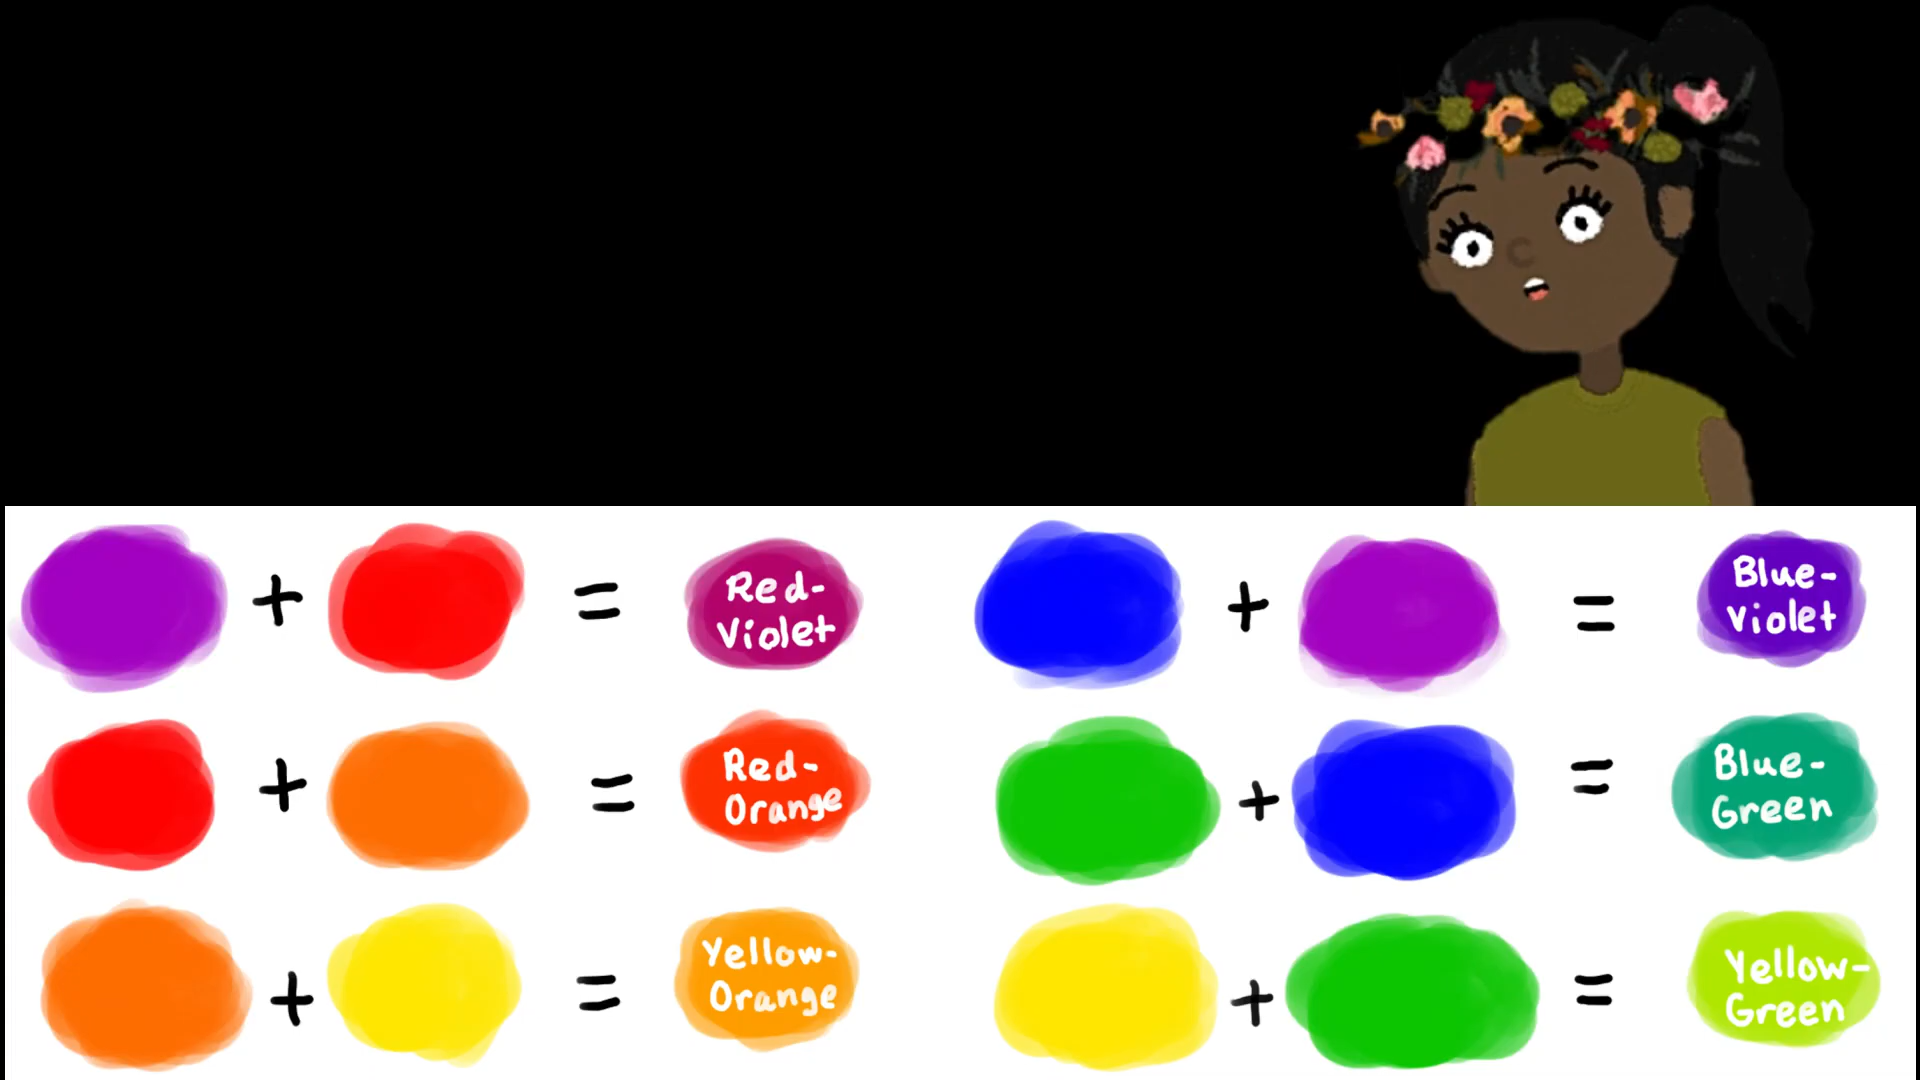 + = Red-
Violet
+ = Blue-
Violet
+ = Red-
Orange
+ = Blue-
Green
+ = Yellow-
Orange
+ = Yellow-
Green